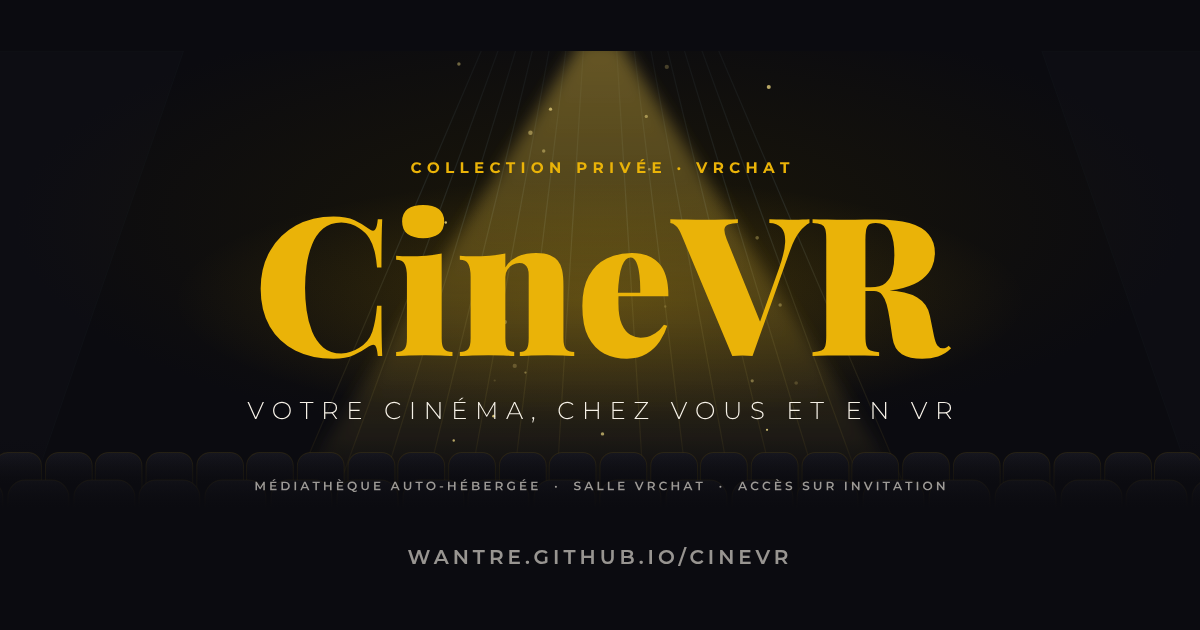 COLLECTION PRIVÉE · VRCHAT
CineVR
VOTRE CINÉMA, CHEZ VOUS ET EN VR
MÉDIATHÈQUE AUTO-HÉBERGÉE · SALLE VRCHAT · ACCÈS SUR INVITATION
WANTRE.GITHUB.IO/CINEVR